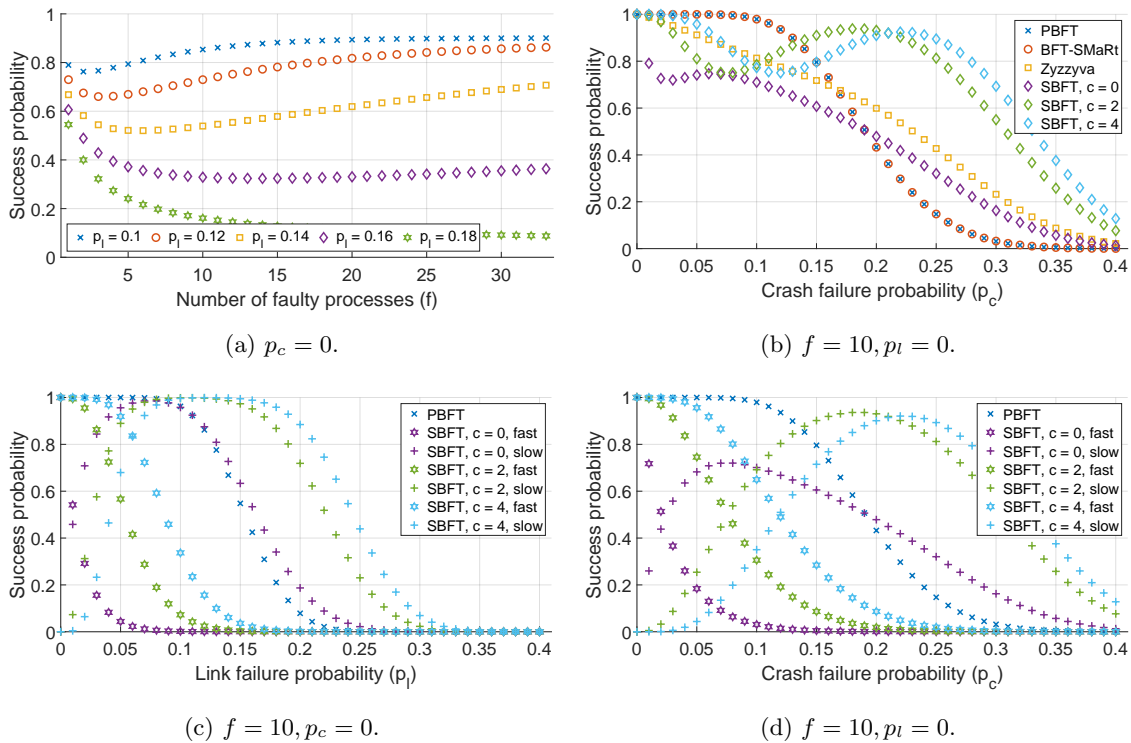 1
0.8
0.6
0.4
0.2
0
Success probability
5 10 15 20 25 30
Number of faulty processes (f)
p_l = 0.1 p_l = 0.12 p_l = 0.14 p_l = 0.16 p_l = 0.18
(a) p_c = 0.
1
0.8
0.6
0.4
0.2
0
Success probability
0 0.05 0.1 0.15 0.2 0.25 0.3 0.35 0.4
Crash failure probability (p_c)
PBFT
BFT-SMaRt
Zyzzyva
SBFT, c = 0
SBFT, c = 2
SBFT, c = 4
(b) f = 10, p_l = 0.
1
0.8
0.6
0.4
0.2
0
Success probability
0 0.05 0.1 0.15 0.2 0.25 0.3 0.35 0.4
Link failure probability (p_l)
PBFT
SBFT, c = 0, fast
SBFT, c = 0, slow
SBFT, c = 2, fast
SBFT, c = 2, slow
SBFT, c = 4, fast
SBFT, c = 4, slow
(c) f = 10, p_c = 0.
1
0.8
0.6
0.4
0.2
0
Success probability
0 0.05 0.1 0.15 0.2 0.25 0.3 0.35 0.4
Crash failure probability (p_c)
PBFT
SBFT, c = 0, fast
SBFT, c = 0, slow
SBFT, c = 2, fast
SBFT, c = 2, slow
SBFT, c = 4, fast
SBFT, c = 4, slow
(d) f = 10, p_l = 0.